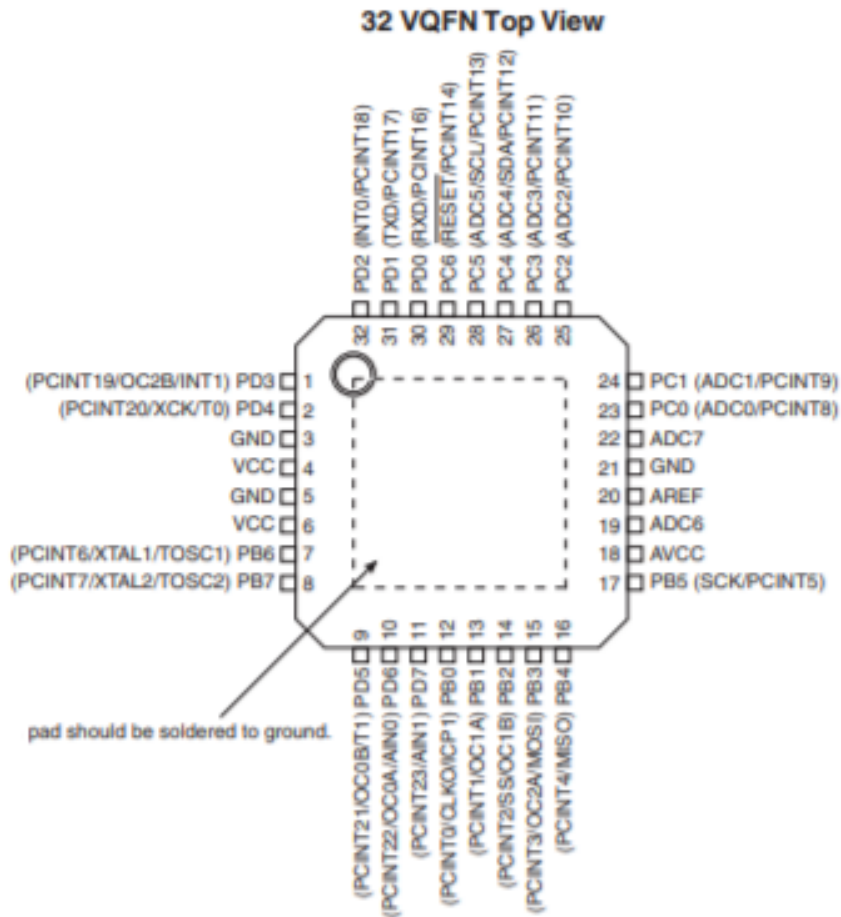 32 VQFN Top View
PD2 (INT0/PCINT18)
PD1 (TXD/PCINT17)
PD0 (RXD/PCINT16)
PC6 (RESET/PCINT14)
PC5 (ADC5/SCL/PCINT13)
PC4 (ADC4/SDA/PCINT12)
PC3 (ADC3/PCINT11)
PC2 (ADC2/PCINT10)
32 31 30 29 28 27 26 25
(PCINT19/OC2B/INT1) PD3 1
(PCINT20/XCK/T0) PD4 2
GND 3
VCC 4
GND 5
VCC 6
(PCINT6/XTAL1/TOSC1) PB6 7
(PCINT7/XTAL2/TOSC2) PB7 8
24 PC1 (ADC1/PCINT9)
23 PC0 (ADC0/PCINT8)
22 ADC7
21 GND
20 AREF
19 ADC6
18 AVCC
17 PB5 (SCK/PCINT5)
9 10 11 12 13 14 15 16
(PCINT21/OC0B/T1) PD5
(PCINT22/OC0A/AIN0) PD6
(PCINT23/AIN1) PD7
(PCINT0/CLKO/ICP1) PB0
(PCINT1/OC1A) PB1
(PCINT2/SS/OC1B) PB2
(PCINT3/OC2A/MOSI) PB3
(PCINT4/MISO) PB4
pad should be soldered to ground.